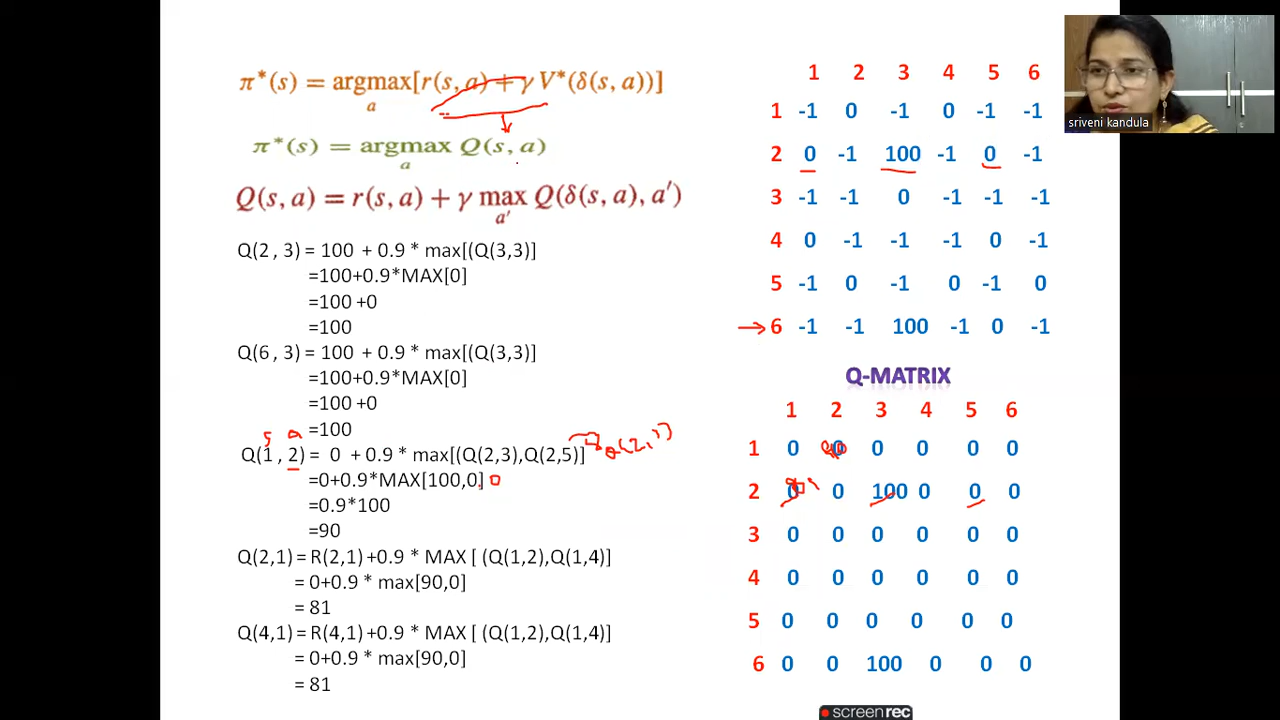 π*(s) = argmax[r(s, a) + γ V*(δ(s, a))]
a
π*(s) = argmax Q(s, a)
a
Q(s, a) = r(s, a) + γ max Q(δ(s, a), a′)
a′
Q(2 , 3) = 100 + 0.9 * max[(Q(3,3)]
=100+0.9*MAX[0]
=100 +0
=100
Q(6 , 3) = 100 + 0.9 * max[(Q(3,3)]
=100+0.9*MAX[0]
=100 +0
=100
s a
Q(1 , 2) = 0 + 0.9 * max[(Q(2,3),Q(2,5)] Q(2,1)
=0+0.9*MAX[100,0] 0
=0.9*100
=90
Q(2,1) = R(2,1) +0.9 * MAX [ (Q(1,2),Q(1,4)]
= 0+0.9 * max[90,0]
= 81
Q(4,1) = R(4,1) +0.9 * MAX [ (Q(1,2),Q(1,4)]
= 0+0.9 * max[90,0]
= 81
1 2 3 4 5 6
1 -1 0 -1 0 -1 -1
2 0 -1 100 -1 0 -1
3 -1 -1 0 -1 -1 -1
4 0 -1 -1 -1 0 -1
5 -1 0 -1 0 -1 0
→6 -1 -1 100 -1 0 -1
Q-MATRIX
1 2 3 4 5 6
1 0 0 0 0 0 0
2 0 0 100 0 0 0
3 0 0 0 0 0 0
4 0 0 0 0 0 0
5 0 0 0 0 0 0
6 0 0 100 0 0 0
sriveni kandula
screenrec